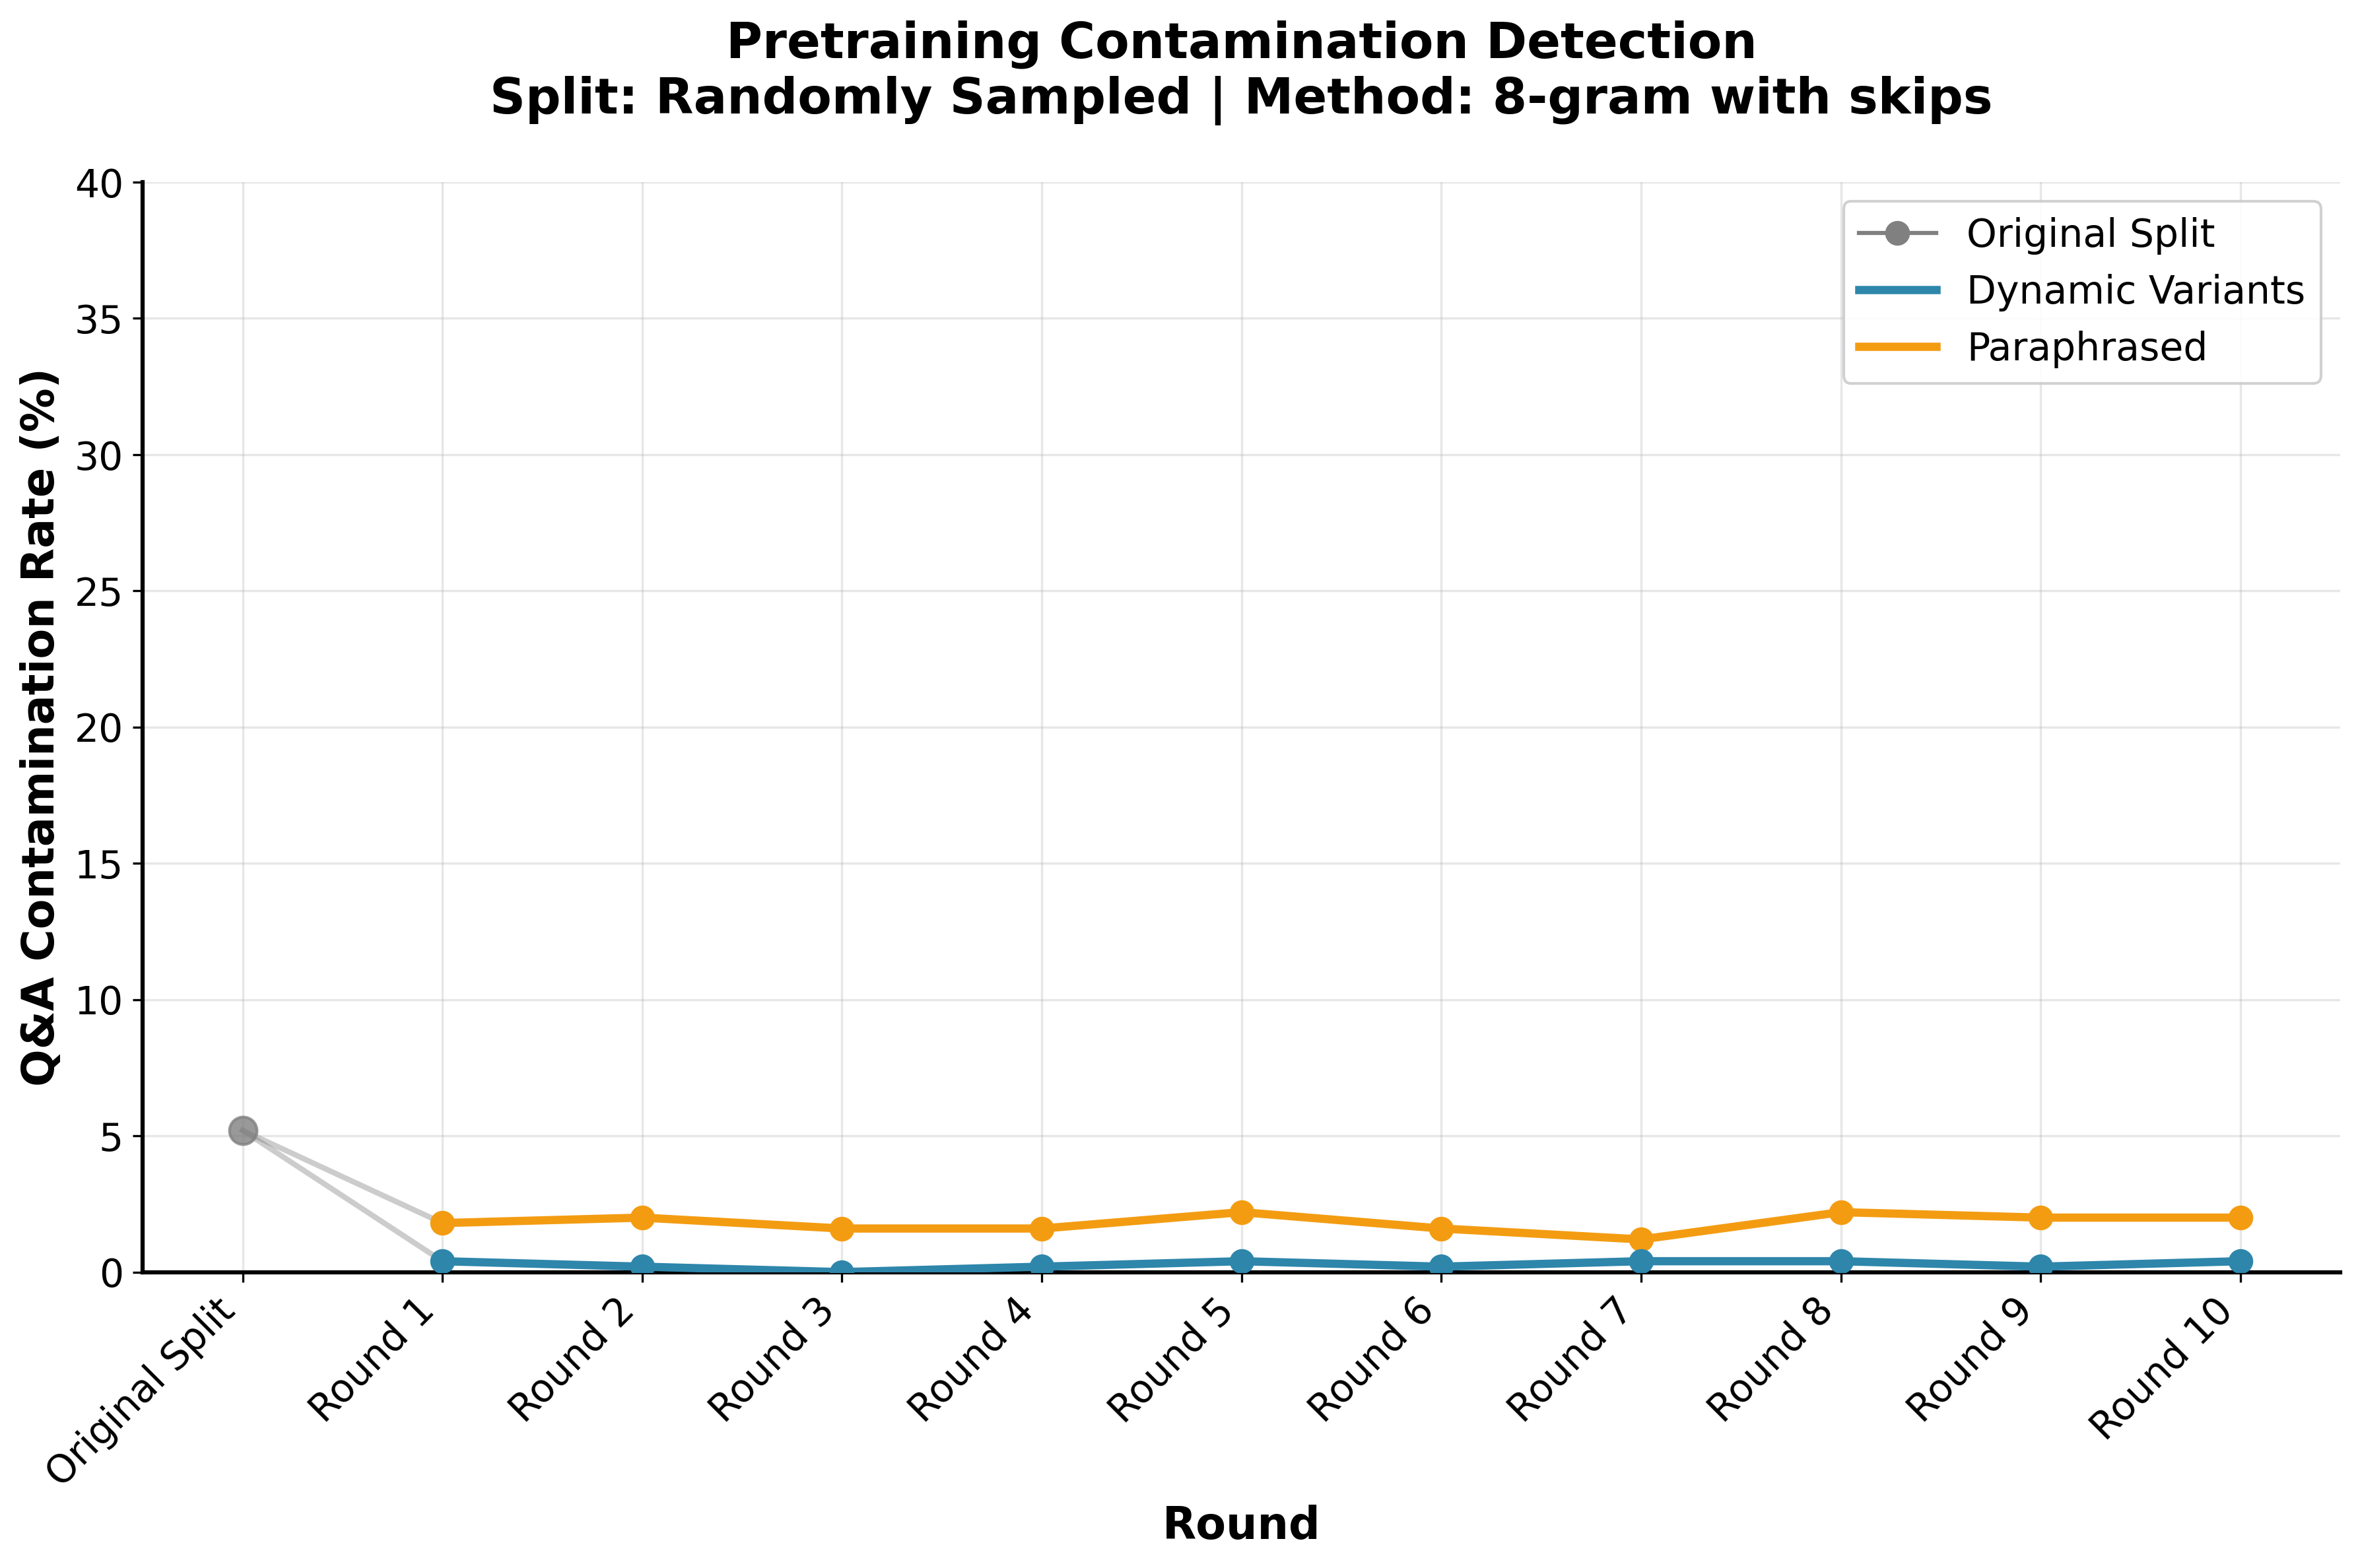 Pretraining Contamination Detection
Split: Randomly Sampled | Method: 8-gram with skips
Q&A Contamination Rate (%)
40
35
30
25
20
15
10
5
0
Original Split
Dynamic Variants
Paraphrased
Original Split
Round 1
Round 2
Round 3
Round 4
Round 5
Round 6
Round 7
Round 8
Round 9
Round 10
Round